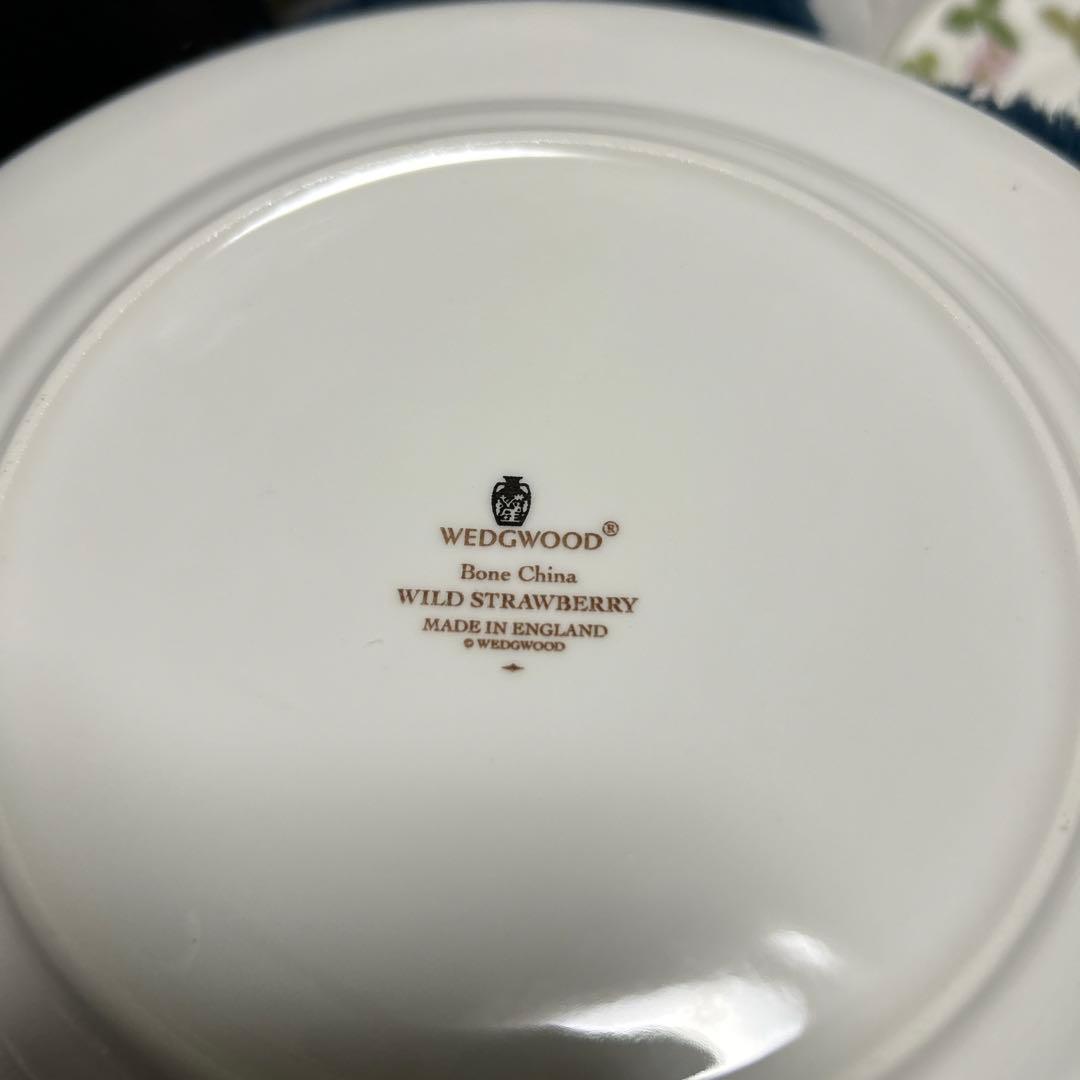 WEDGWOOD®
Bone China
WILD STRAWBERRY
MADE IN ENGLAND
© WEDGWOOD